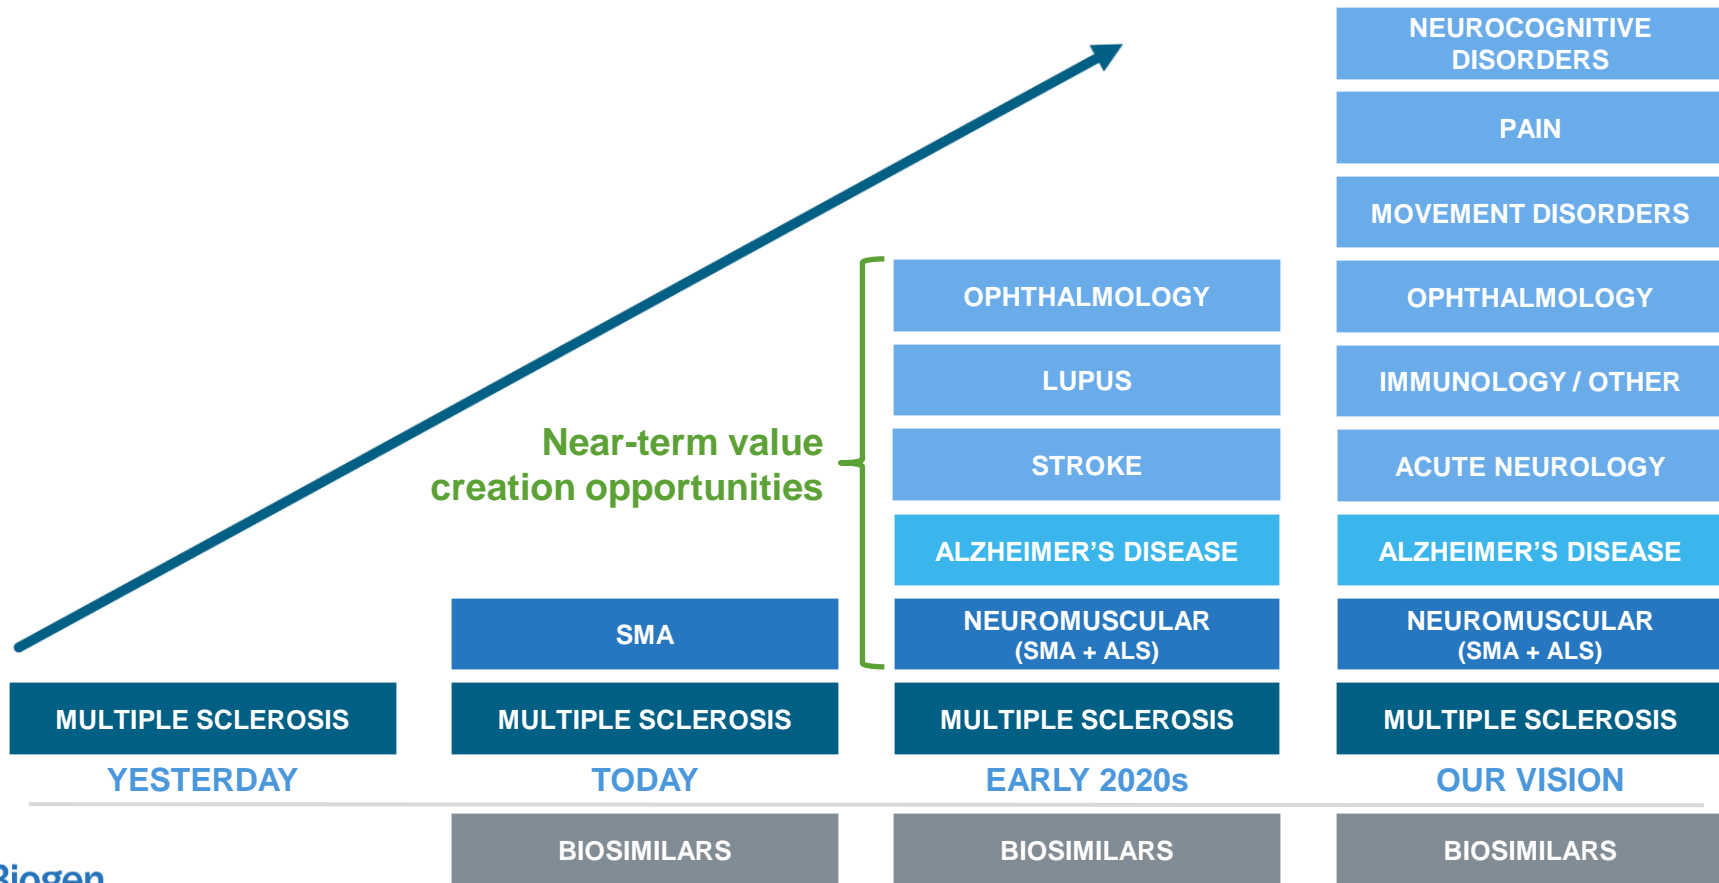 NEUROCOGNITIVE
DISORDERS
PAIN
MOVEMENT DISORDERS
OPHTHALMOLOGY
OPHTHALMOLOGY
LUPUS
IMMUNOLOGY / OTHER
Near-term value
creation opportunities
STROKE
ACUTE NEUROLOGY
ALZHEIMER’S DISEASE
ALZHEIMER’S DISEASE
SMA
NEUROMUSCULAR
(SMA + ALS)
NEUROMUSCULAR
(SMA + ALS)
MULTIPLE SCLEROSIS
MULTIPLE SCLEROSIS
MULTIPLE SCLEROSIS
MULTIPLE SCLEROSIS
YESTERDAY
TODAY
EARLY 2020s
OUR VISION
BIOSIMILARS
BIOSIMILARS
BIOSIMILARS
Biogen